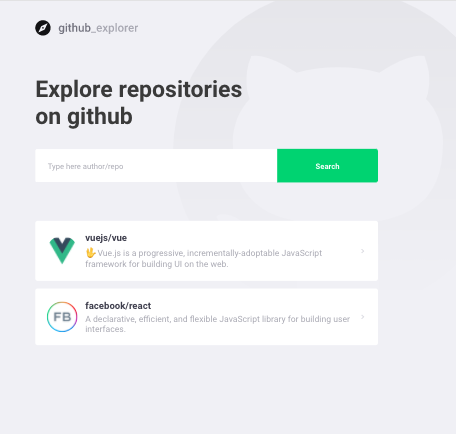 github_explorer
Explore repositories
on github
Type here author/repo
Search
vuejs/vue
🖖 Vue.js is a progressive, incrementally-adoptable JavaScript
framework for building UI on the web.
FB
facebook/react
A declarative, efficient, and flexible JavaScript library for building user
interfaces.